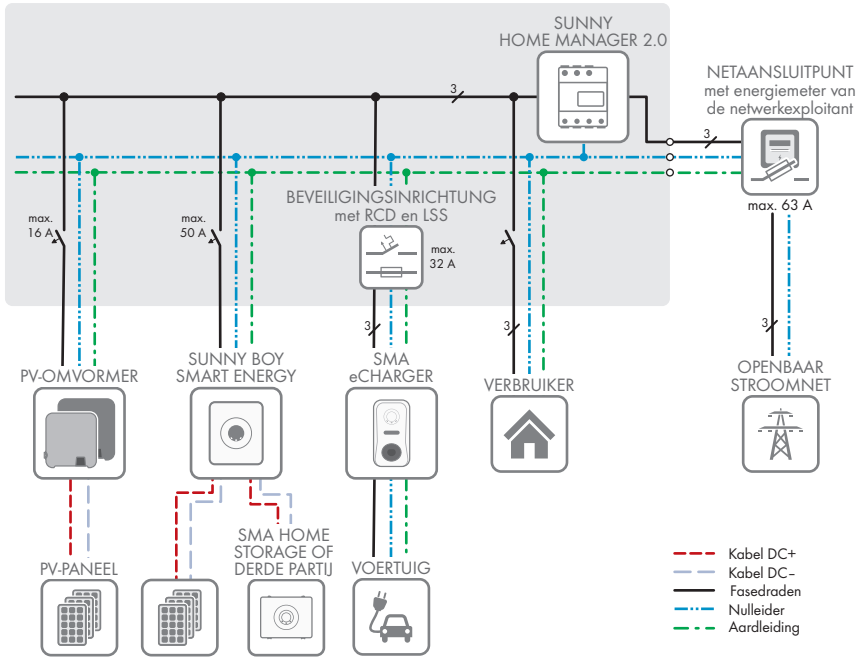 SUNNY
HOME MANAGER 2.0
NETAANSLUITPUNT
met energiemeter van
de netwerkexploitant
3
3
max. 63 A
BEVEILIGINGSINRICHTING
met RCD en LSS
max.
16 A
max.
50 A
max.
32 A
3
3
3
PV-OMVORMER
SUNNY BOY
SMART ENERGY
SMA
eCHARGER
VERBRUIKER
OPENBAAR
STROOMNET
SMA HOME
STORAGE OF
DERDE PARTIJ
PV-PANEEL
VOERTUIG
Kabel DC+
Kabel DC–
Fasedraden
Nulleider
Aardleiding